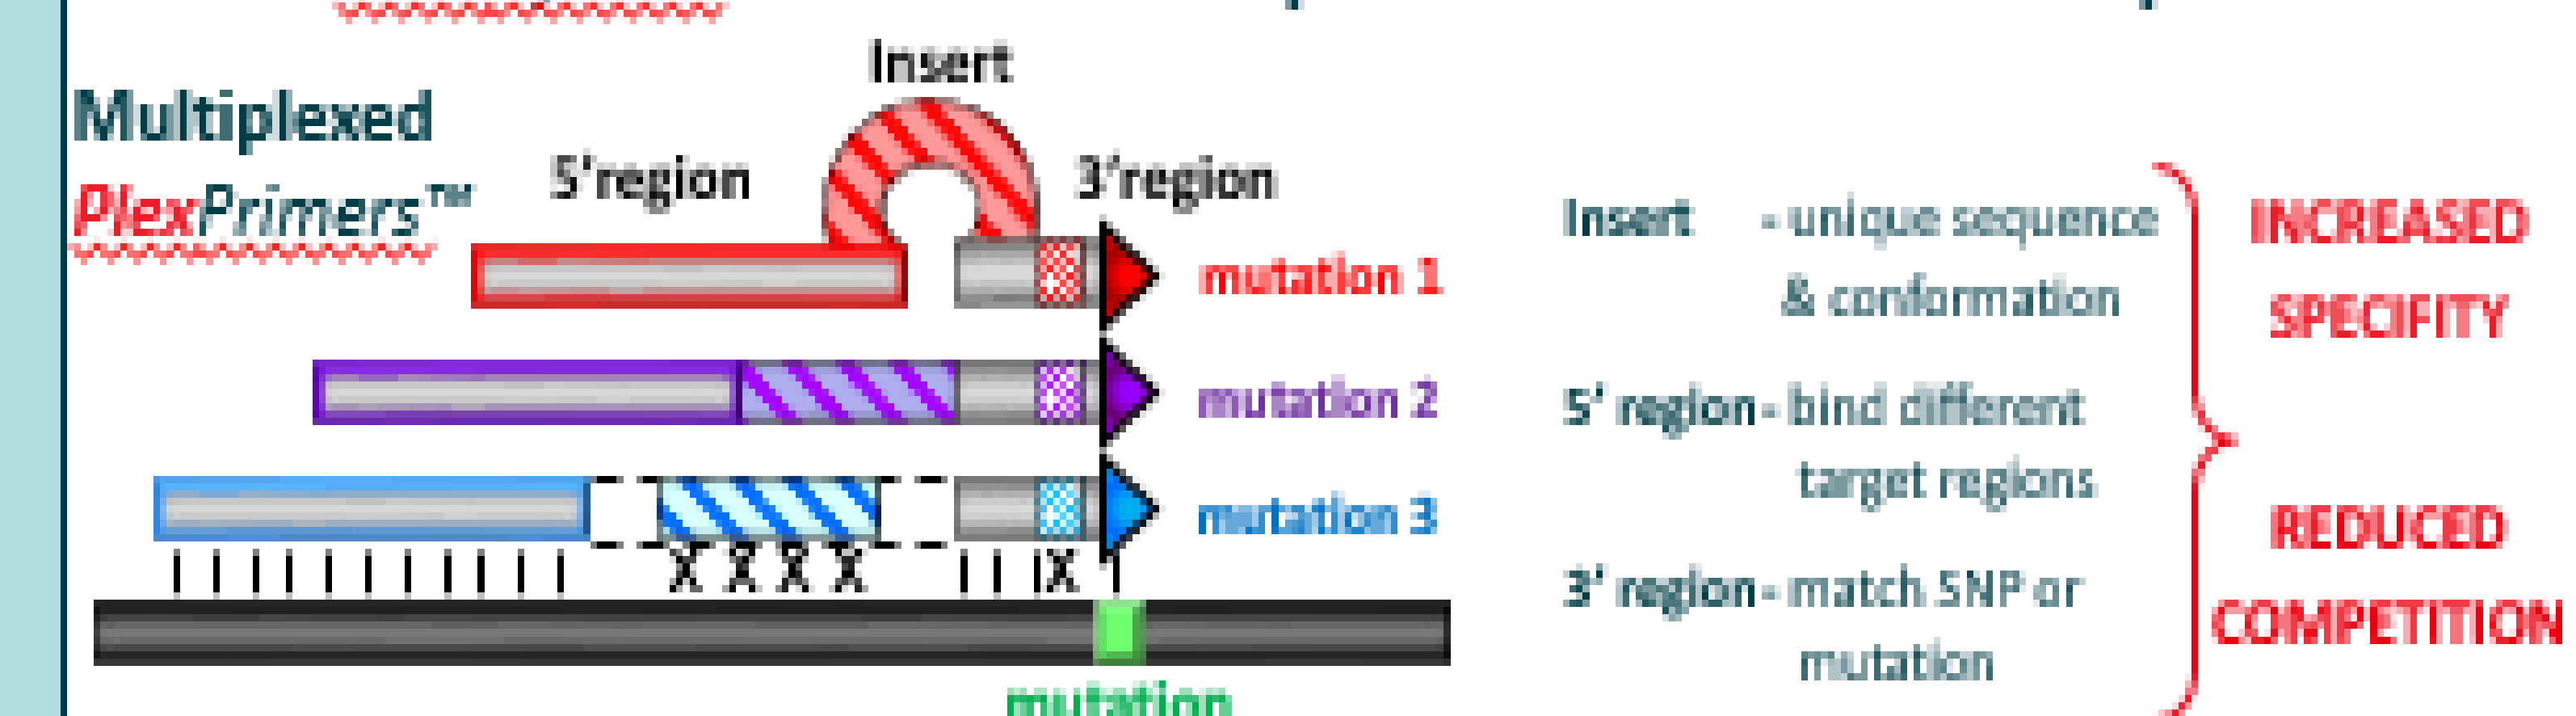 Insert
Multiplexed
PlexPrimers™
5'region
3'region
mutation 1
mutation 2
mutation 3
X X X X X
mutation
Insert - unique sequence
& conformation
5' region - bind different
target regions
3' region - match SNP or
mutation
INCREASED
SPECIFITY
REDUCED
COMPETITION